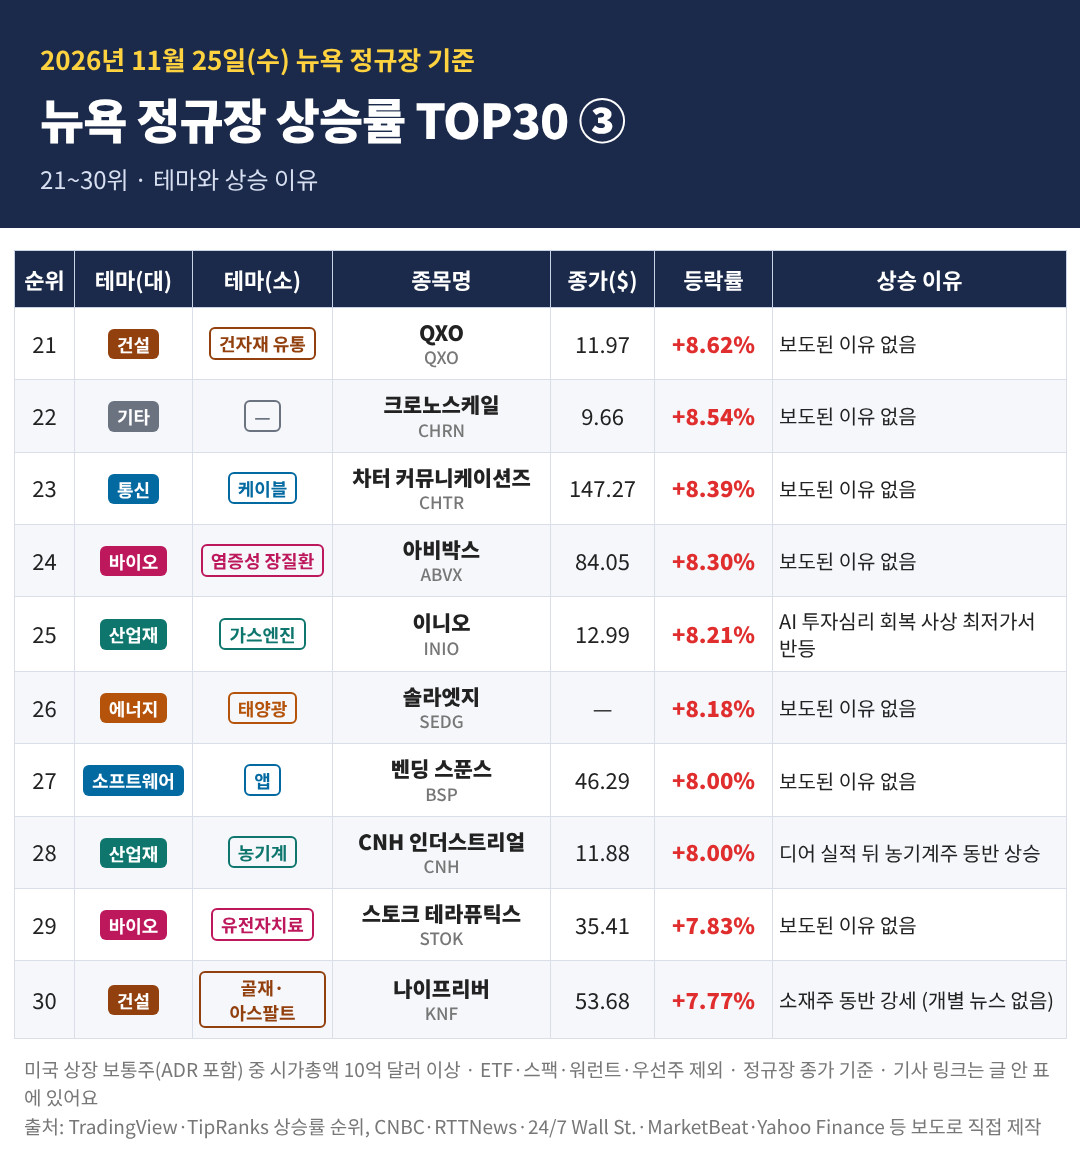 2026년 11월 25일(수) 뉴욕 정규장 기준
뉴욕 정규장 상승률 TOP30 ③
21~30위 · 테마와 상승 이유
순위 테마(대) 테마(소) 종목명 종가($) 등락률 상승 이유
21 건설 건자재 유통 QXO 11.97 +8.62% 보도된 이유 없음
QXO
22 기타 — 크로노스케일 9.66 +8.54% 보도된 이유 없음
CHRN
23 통신 케이블 차터 커뮤니케이션즈 147.27 +8.39% 보도된 이유 없음
CHTR
24 바이오 염증성 장질환 아비박스 84.05 +8.30% 보도된 이유 없음
ABVX
25 산업재 가스엔진 이니오 12.99 +8.21% AI 투자심리 회복 사상 최저가서
INIO 반등
26 에너지 태양광 솔라엣지 — +8.18% 보도된 이유 없음
SEDG
27 소프트웨어 앱 벤딩 스푼스 46.29 +8.00% 보도된 이유 없음
BSP
28 산업재 농기계 CNH 인더스트리얼 11.88 +8.00% 디어 실적 뒤 농기계주 동반 상승
CNH
29 바이오 유전자치료 스토크 테라퓨틱스 35.41 +7.83% 보도된 이유 없음
STOK
30 건설 골재· 나이프리버 53.68 +7.77% 소재주 동반 강세 (개별 뉴스 없음)
아스팔트 KNF
미국 상장 보통주(ADR 포함) 중 시가총액 10억 달러 이상 · ETF·스팩·워런트·우선주 제외 · 정규장 종가 기준 · 기사 링크는 글 안 표
에 있어요
출처: TradingView·TipRanks 상승률 순위, CNBC·RTTNews·24/7 Wall St.·MarketBeat·Yahoo Finance 등 보도로 직접 제작